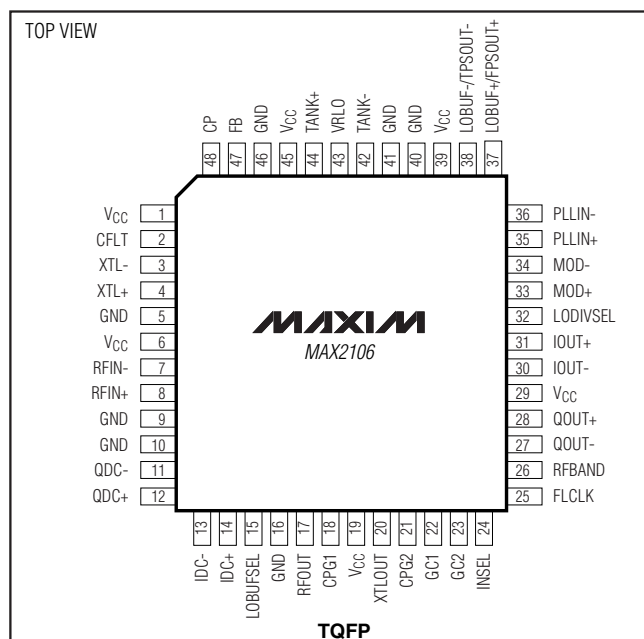 TOP VIEW
CP
FB
GND
VCC
TANK+
VRLO
TANK-
GND
GND
VCC
LOBUF-/TPSOUT-
LOBUF+/FPSOUT+
48
47
46
45
44
43
42
41
40
39
38
37
VCC 1
CFLT 2
XTL- 3
XTL+ 4
GND 5
VCC 6
RFIN- 7
RFIN+ 8
GND 9
GND 10
QDC- 11
QDC+ 12
MAXIM
MAX2106
36 PLLIN-
35 PLLIN+
34 MOD-
33 MOD+
32 LODIVSEL
31 IOUT+
30 IOUT-
29 VCC
28 QOUT+
27 QOUT-
26 RFBAND
25 FLCLK
13
14
15
16
17
18
19
20
21
22
23
24
IDC-
IDC+
LOBUFSEL
GND
RFOUT
CPG1
VCC
XTLOUT
CPG2
GC1
GC2
INSEL
TQFP